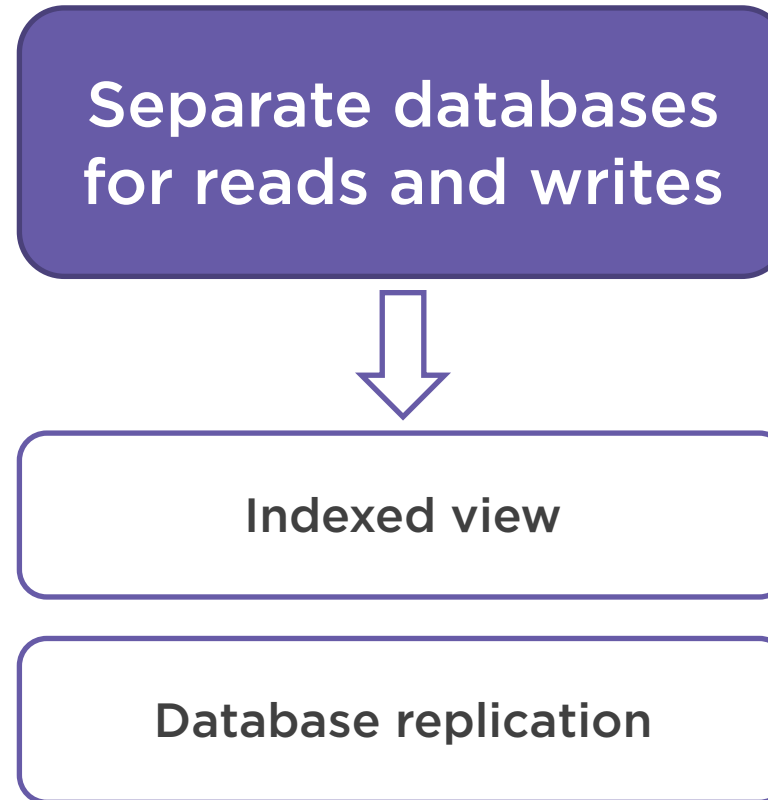 Separate databases
for reads and writes
Indexed view
Database replication